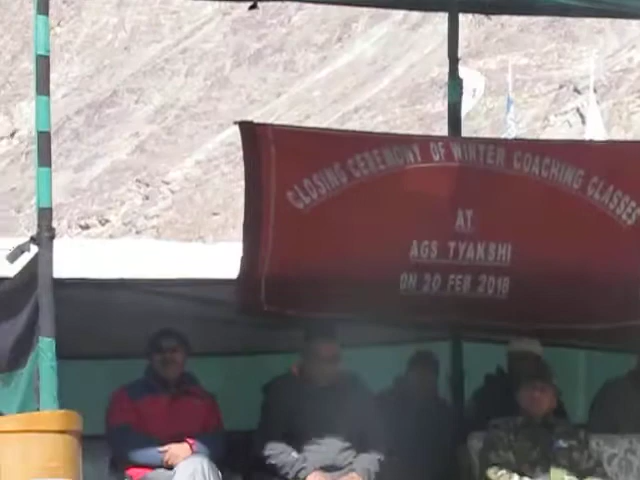 CLOSING CEREMONY OF WINTER COACHING CLASSES
AT
AGS TYAKSHI
ON 20 FEB 2018